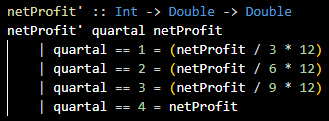 netProfit' :: Int -> Double -> Double
netProfit' quartal netProfit
    | quartal == 1 = (netProfit / 3 * 12)
    | quartal == 2 = (netProfit / 6 * 12)
    | quartal == 3 = (netProfit / 9 * 12)
    | quartal == 4 = netProfit